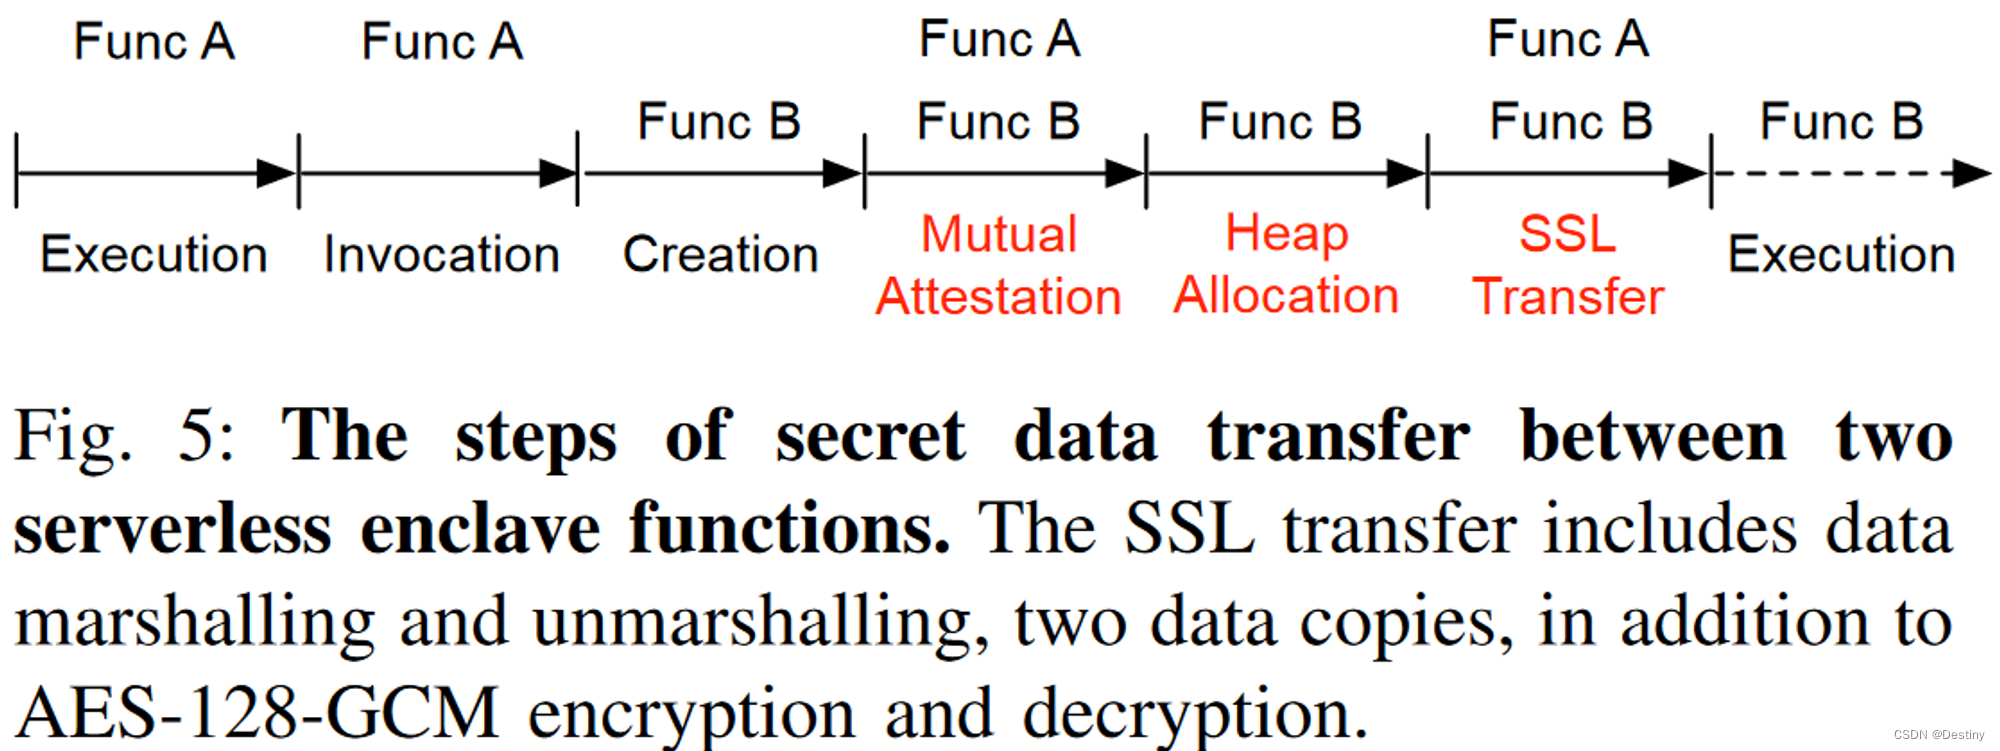 Func A Func A Func A Func A
Func B Func B Func B Func B Func B
Execution Invocation Creation Mutual Attestation Heap Allocation SSL Transfer Execution
Fig. 5: The steps of secret data transfer between two
serverless enclave functions. The SSL transfer includes data
marshalling and unmarshalling, two data copies, in addition to
AES-128-GCM encryption and decryption.
CSDN @Destiny